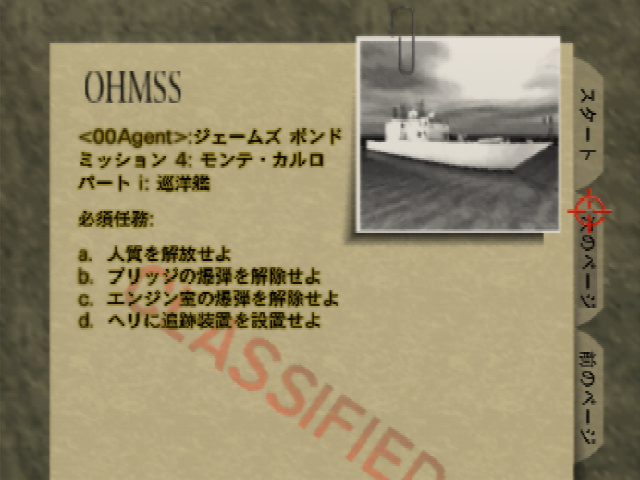 OHMSS
<00Agent>:ジェームズ ボンド
ミッション 4: モンテ・カルロ
パート i: 巡洋艦
必須任務:
a. 人質を解放せよ
b. ブリッジの爆弾を解除せよ
c. エンジン室の爆弾を解除せよ
d. ヘリに追跡装置を設置せよ
CLASSIFIED
スタート
次のページ
前のページ